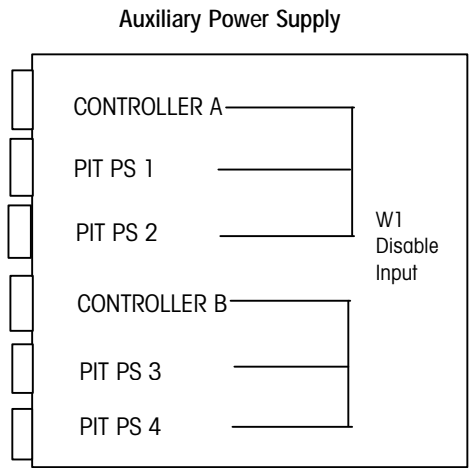 Auxiliary Power Supply
CONTROLLER A
PIT PS 1
PIT PS 2
W1
Disable
Input
CONTROLLER B
PIT PS 3
PIT PS 4